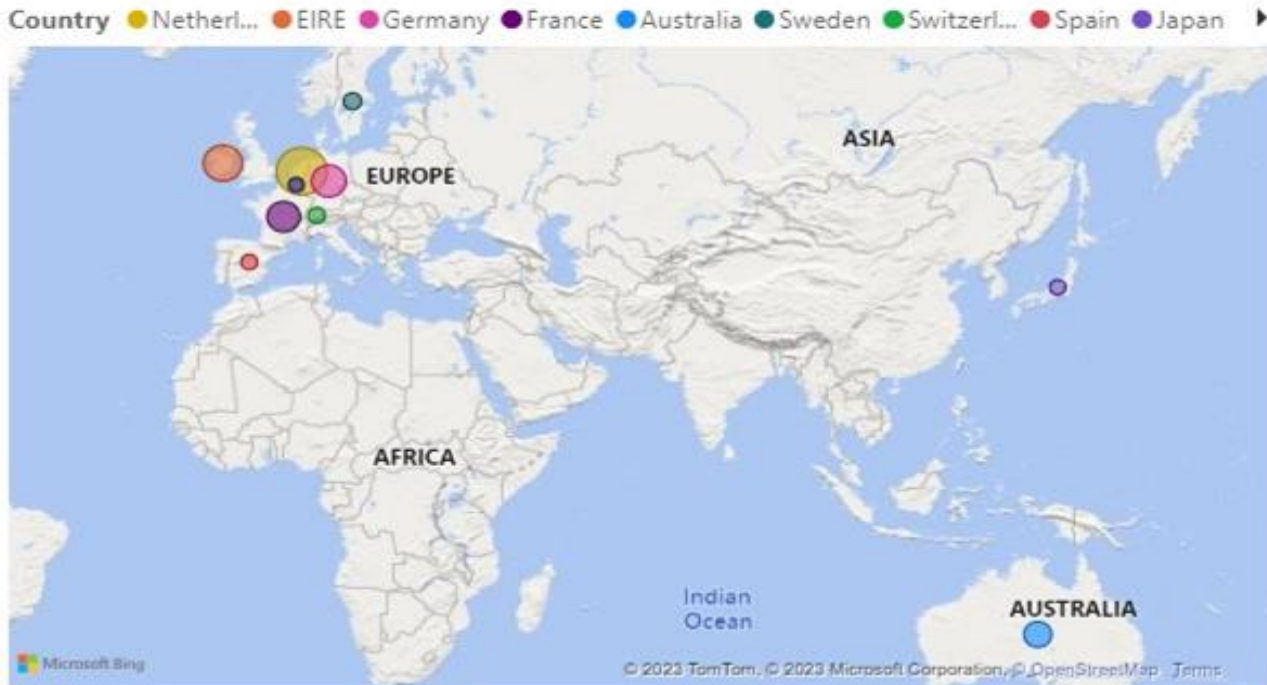 Country Netherl... EIRE Germany France Australia Sweden Switzerl... Spain Japan
ASIA
EUROPE
AFRICA
Indian
Ocean
AUSTRALIA
Microsoft Bing
© 2023 TomTom, © 2023 Microsoft Corporation, © OpenStreetMap Terms